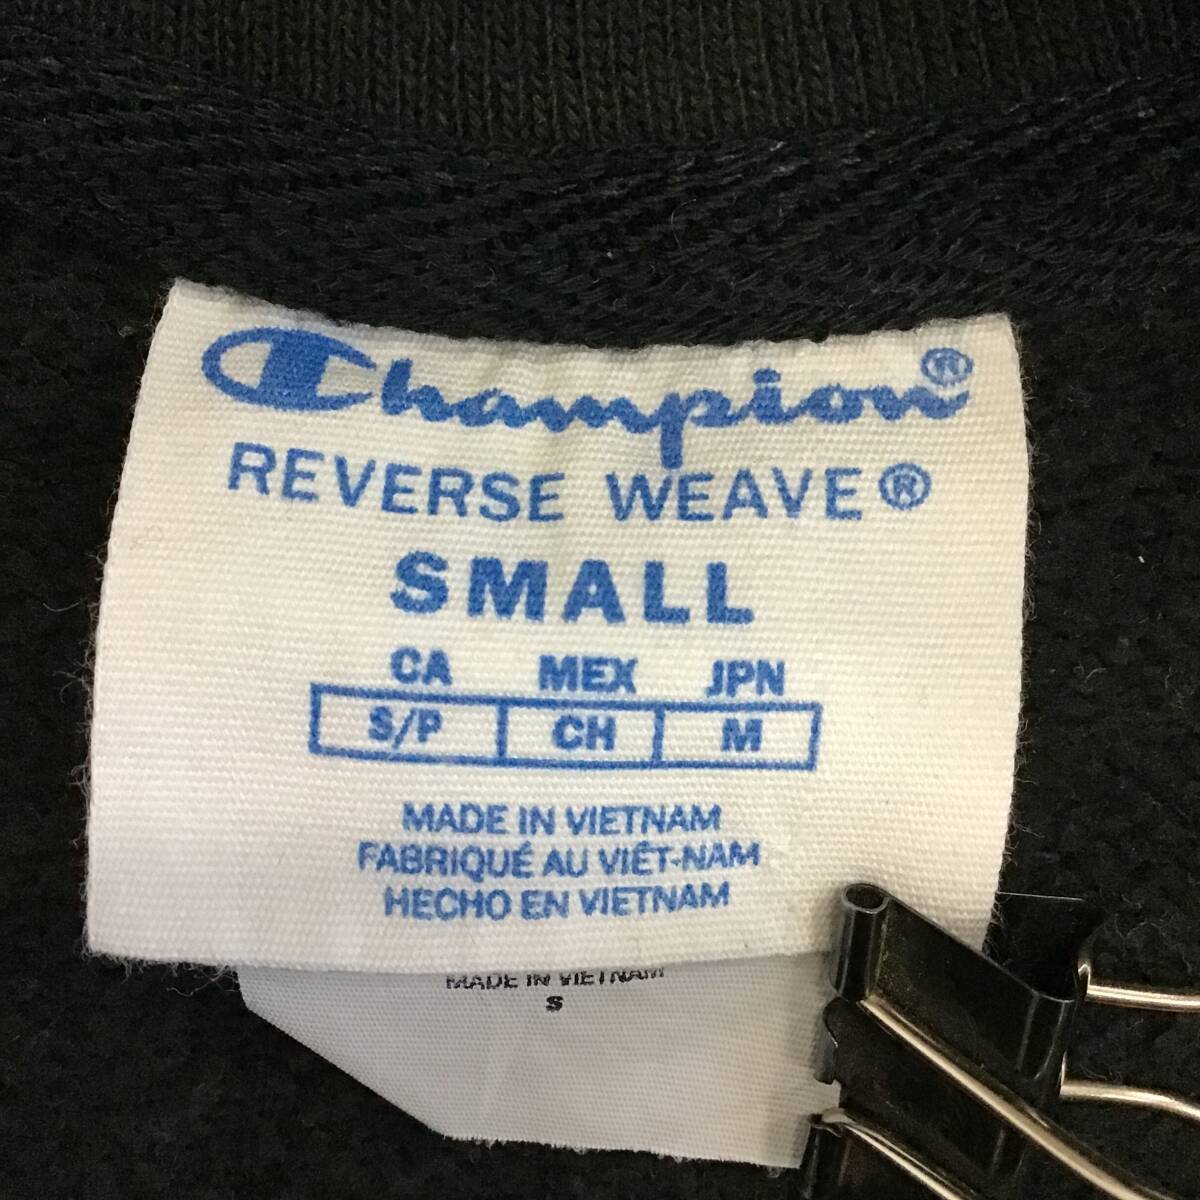 Champion®
REVERSE WEAVE®
SMALL
CA MEX JPN
S/P CH M
MADE IN VIETNAM
FABRIQUÉ AU VIÊT-NAM
HECHO EN VIETNAM
MADE IN VIETNAM
S